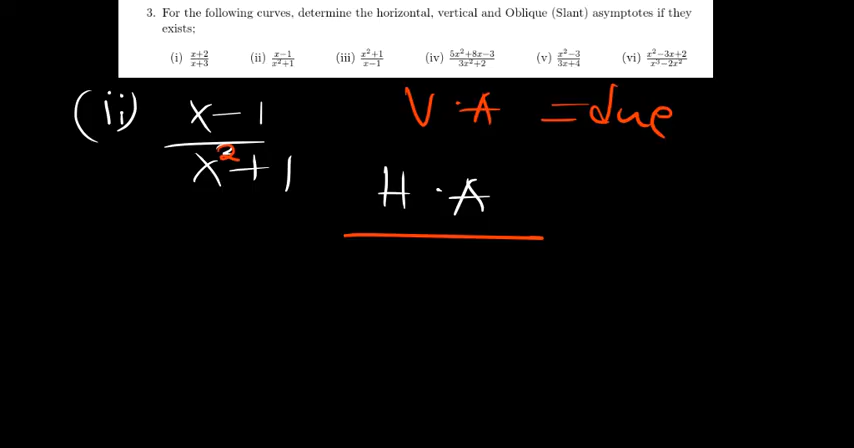 3. For the following curves, determine the horizontal, vertical and Oblique (Slant) asymptotes if they
exists;
(i) x+2/x+3 (ii) x−1/x²+1 (iii) x²+1/x−1 (iv) 5x²+8x−3/3x²+2 (v) x²−3/3x+4 (vi) x²−3x+2/x³−2x²
(ii) x−1/x²+1 V·A = due
H·A